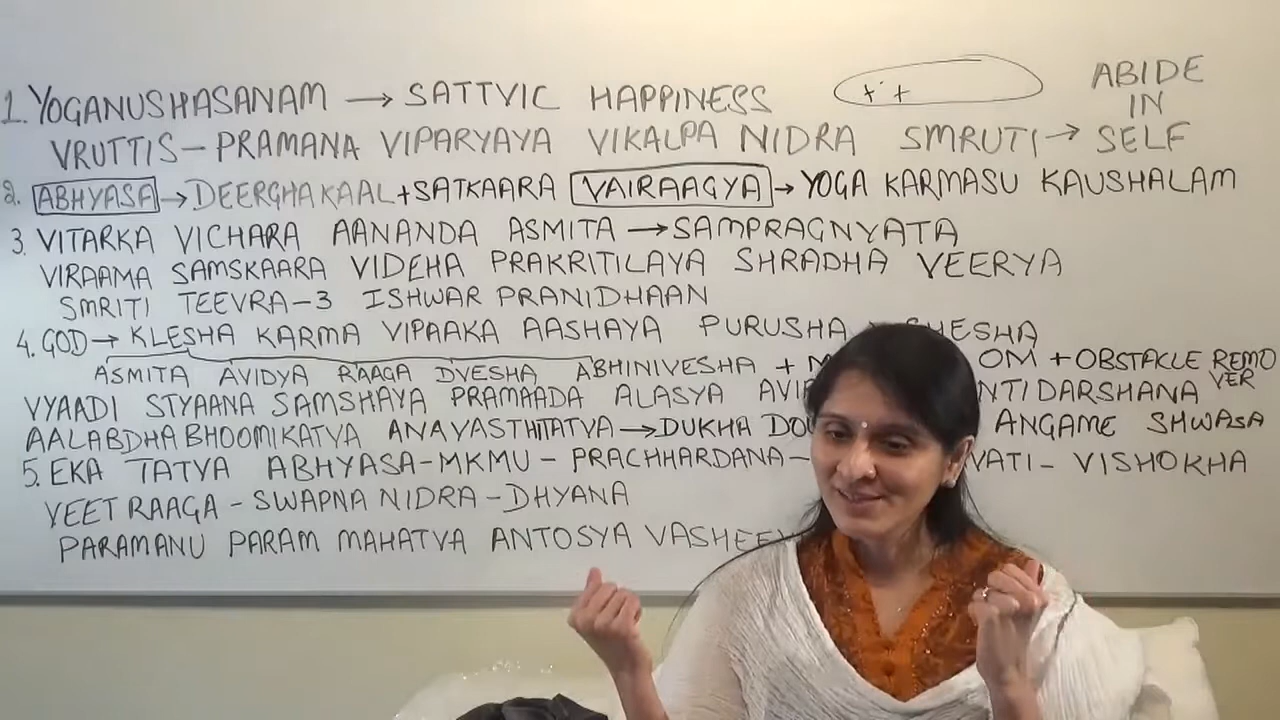 ABIDE
1. YOGANUSHASANAM → SATTVIC HAPPINESS + + IN
VRUTTIS - PRAMANA VIPARYAYA VIKALPA NIDRA SMRUTI → SELF
2. ABHYASA → DEERGHAKAAL + SATKAARA VAIRAAGYA → YOGA KARMASU KAUSHALAM
3. VITARKA VICHARA AANANDA ASMITA → SAMPRAGNYATA
VIRAAMA SAMSKAARA VIDEHA PRAKRITILAYA SHRADHA VEERYA
SMRITI TEEVRA-3 ISHWAR PRANIDHAAN
4. GOD → KLESHA KARMA VIPAAKA AASHAYA PURUSHA
ASMITA AVIDYA RAAGA DVESHA ABHINIVESHA + OM + OBSTACLE REMO
VER
VYAADI STYAANA SAMSHAYA PRAMAADA ALASYA
AALABDHABHOOMIKATVA ANAVASTHITATVA → DUKHA ANGAME SHWASA
5. EKA TATVA ABHYASA - MKMU - PRACHHARDANA - VISHOKHA
VEET RAAGA - SWAPNA NIDRA - DHYANA
PARAMANU PARAM MAHATVA ANTOSYA